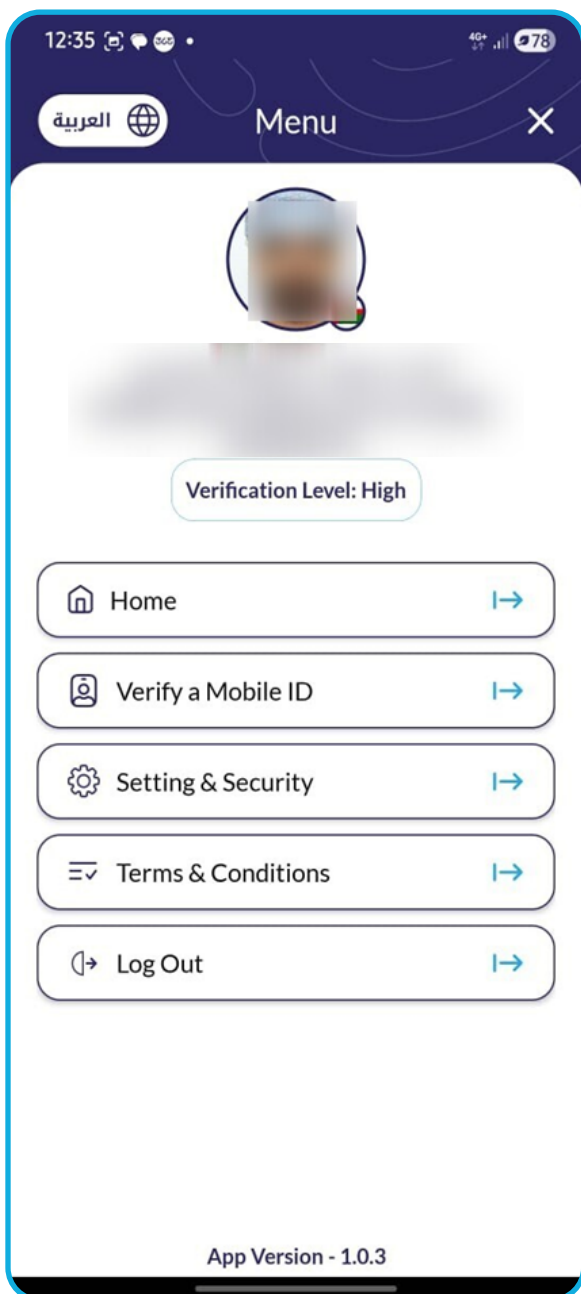 12:35
4G+ 78
العربية Menu
Verification Level: High
Home
Verify a Mobile ID
Setting & Security
Terms & Conditions
Log Out
App Version - 1.0.3